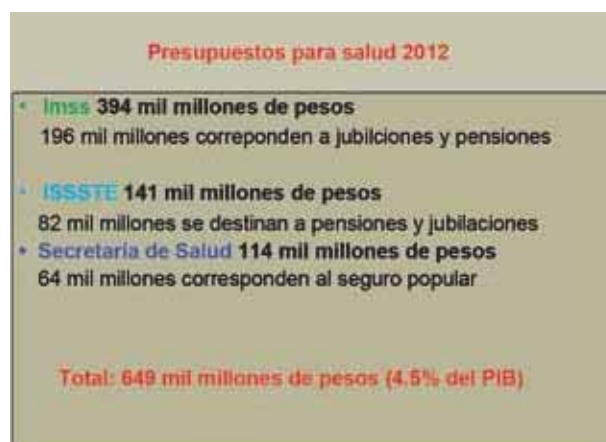 Presupuestos para salud 2012
• Imss 394 mil millones de pesos
196 mil millones correponden a jubilciones y pensiones
• ISSSTE 141 mil millones de pesos
82 mil millones se destinan a pensiones y jubilaciones
• Secretaria de Salud 114 mil millones de pesos
64 mil millones corresponden al seguro popular
Total: 649 mil millones de pesos (4.5% del PIB)